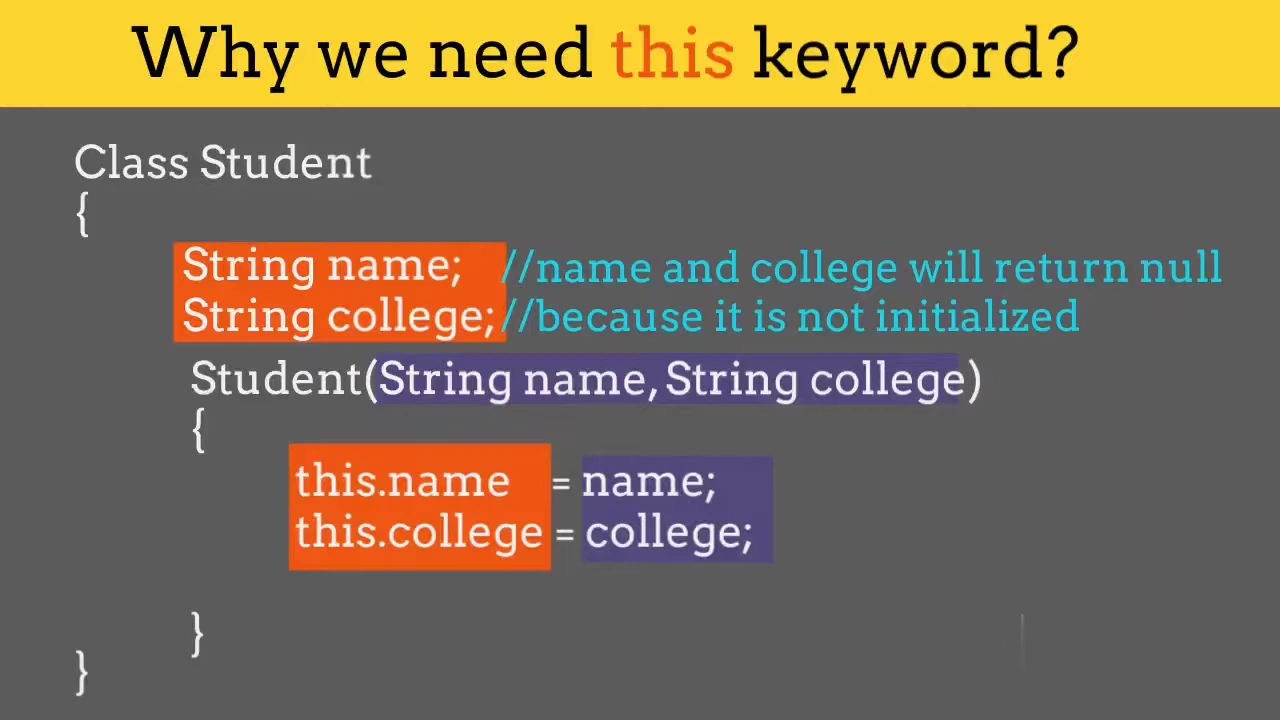 Why we need this keyword?
Class Student
{
String name; //name and college will return null
String college;//because it is not initialized
Student(String name,String college)
{
this.name = name;
this.college = college;
}
}